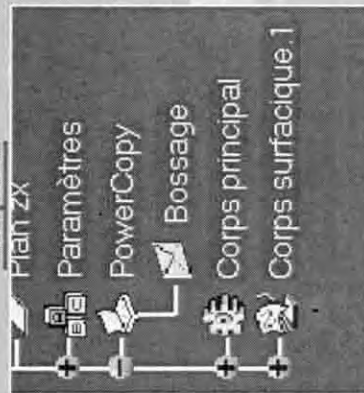 Plan zx
Paramètres
PowerCopy
Bossage
Corps principal
Corps surfacique.1